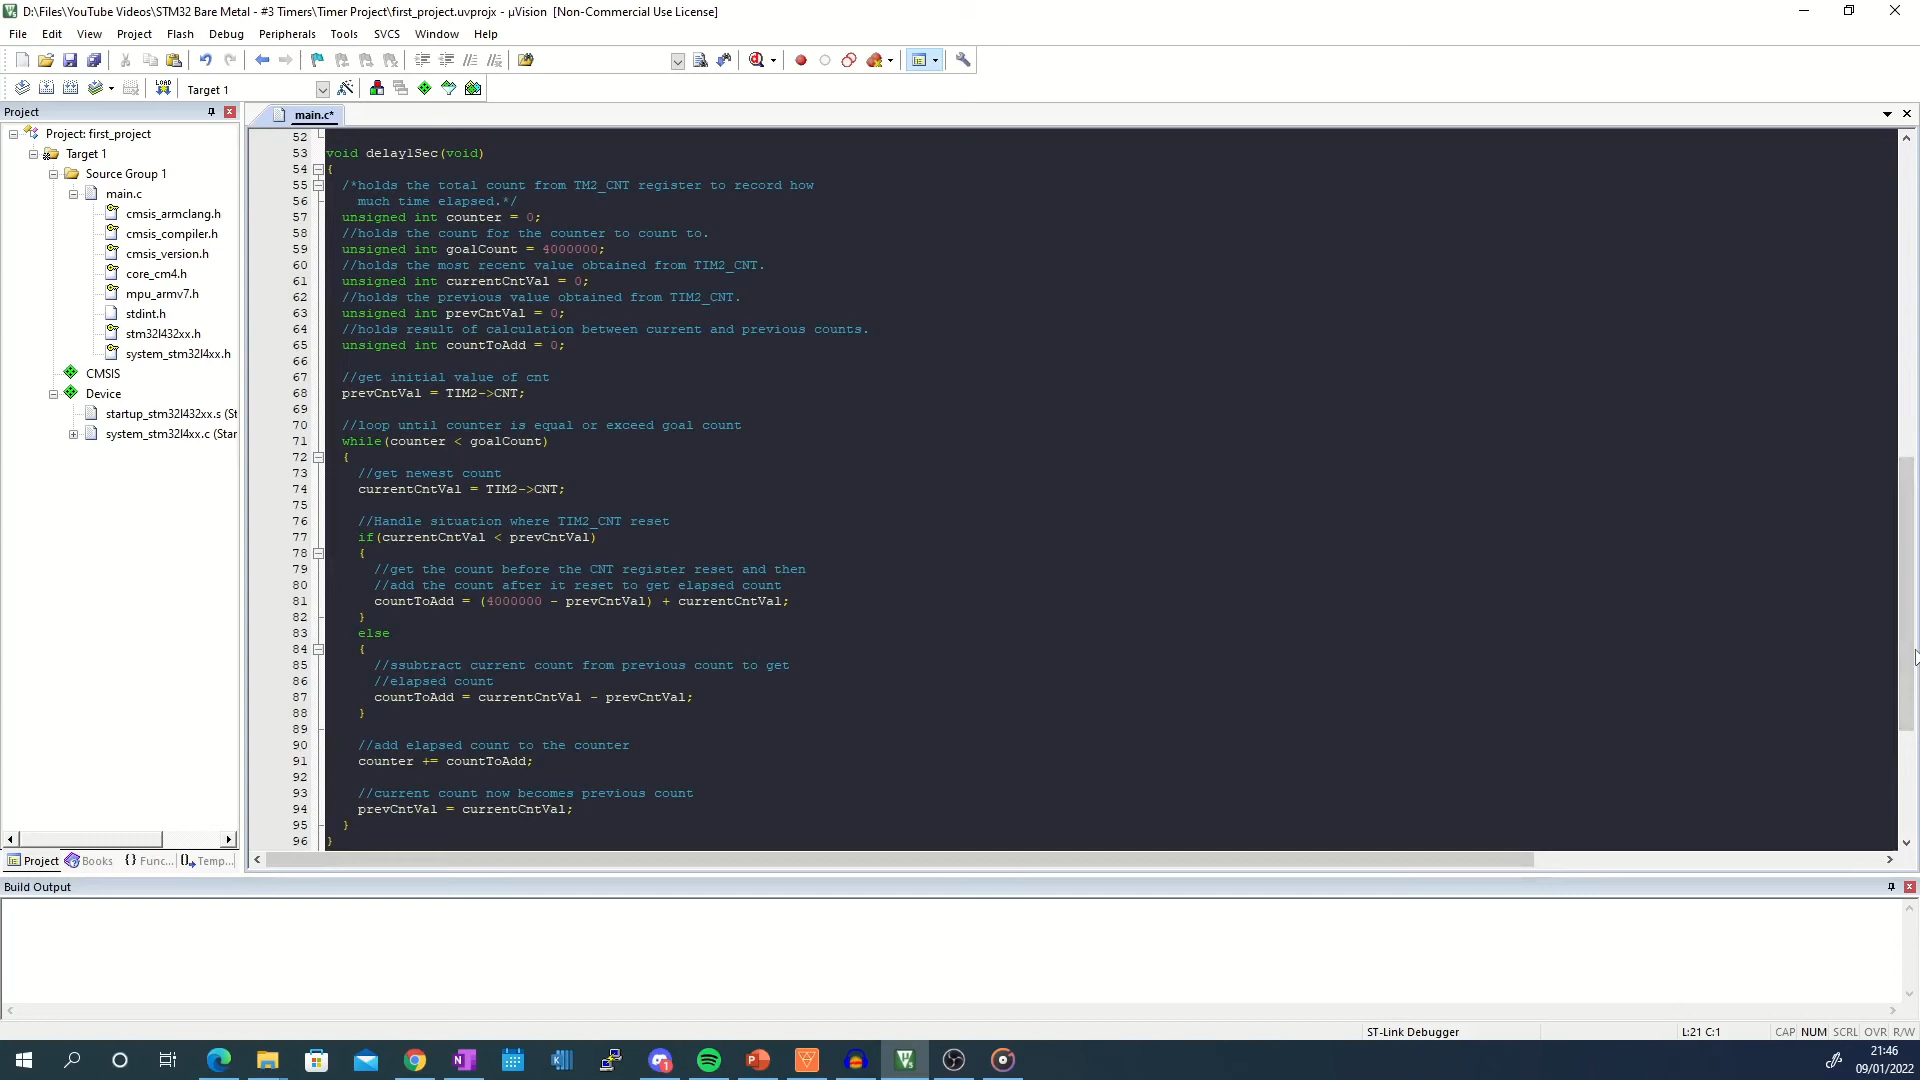 D:\Files\YouTube Videos\STM32 Bare Metal - #3 Timers\Timer Project\first_project.uvprojx - µVision  [Non-Commercial Use License]
File Edit View Project Flash Debug Peripherals Tools SVCS Window Help
LOAD Target 1
Project
Project: first_project
Target 1
Source Group 1
main.c
cmsis_armclang.h
cmsis_compiler.h
cmsis_version.h
core_cm4.h
mpu_armv7.h
stdint.h
stm32l432xx.h
system_stm32l4xx.h
CMSIS
Device
startup_stm32l432xx.s (St
system_stm32l4xx.c (Star
Project Books {} Func... Temp...
main.c*
52
53 void delay1Sec(void)
54 {
55 /*holds the total count from TM2_CNT register to record how
56 much time elapsed.*/
57 unsigned int counter = 0;
58 //holds the count for the counter to count to.
59 unsigned int goalCount = 4000000;
60 //holds the most recent value obtained from TIM2_CNT.
61 unsigned int currentCntVal = 0;
62 //holds the previous value obtained from TIM2_CNT.
63 unsigned int prevCntVal = 0;
64 //holds result of calculation between current and previous counts.
65 unsigned int countToAdd = 0;
66
67 //get initial value of cnt
68 prevCntVal = TIM2->CNT;
69
70 //loop until counter is equal or exceed goal count
71 while(counter < goalCount)
72 {
73 //get newest count
74 currentCntVal = TIM2->CNT;
75
76 //Handle situation where TIM2_CNT reset
77 if(currentCntVal < prevCntVal)
78 {
79 //get the count before the CNT register reset and then
80 //add the count after it reset to get elapsed count
81 countToAdd = (4000000 - prevCntVal) + currentCntVal;
82 }
83 else
84 {
85 //ssubtract current count from previous count to get
86 //elapsed count
87 countToAdd = currentCntVal - prevCntVal;
88 }
89
90 //add elapsed count to the counter
91 counter += countToAdd;
92
93 //current count now becomes previous count
94 prevCntVal = currentCntVal;
95 }
96 }
Build Output
ST-Link Debugger L:21 C:1 CAP NUM SCRL OVR R/W
21:46
09/01/2022